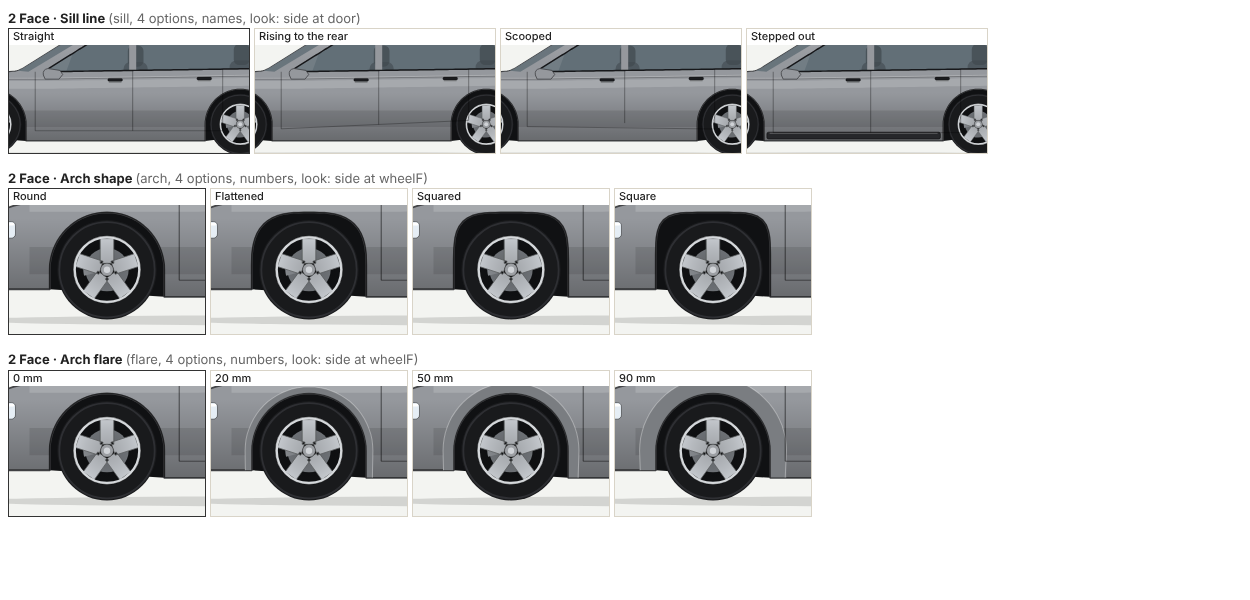 2 Face · Sill line (sill, 4 options, names, look: side at door)
Straight
Rising to the rear
Scooped
Stepped out
2 Face · Arch shape (arch, 4 options, numbers, look: side at wheelF)
Round
Flattened
Squared
Square
2 Face · Arch flare (flare, 4 options, numbers, look: side at wheelF)
0 mm
20 mm
50 mm
90 mm